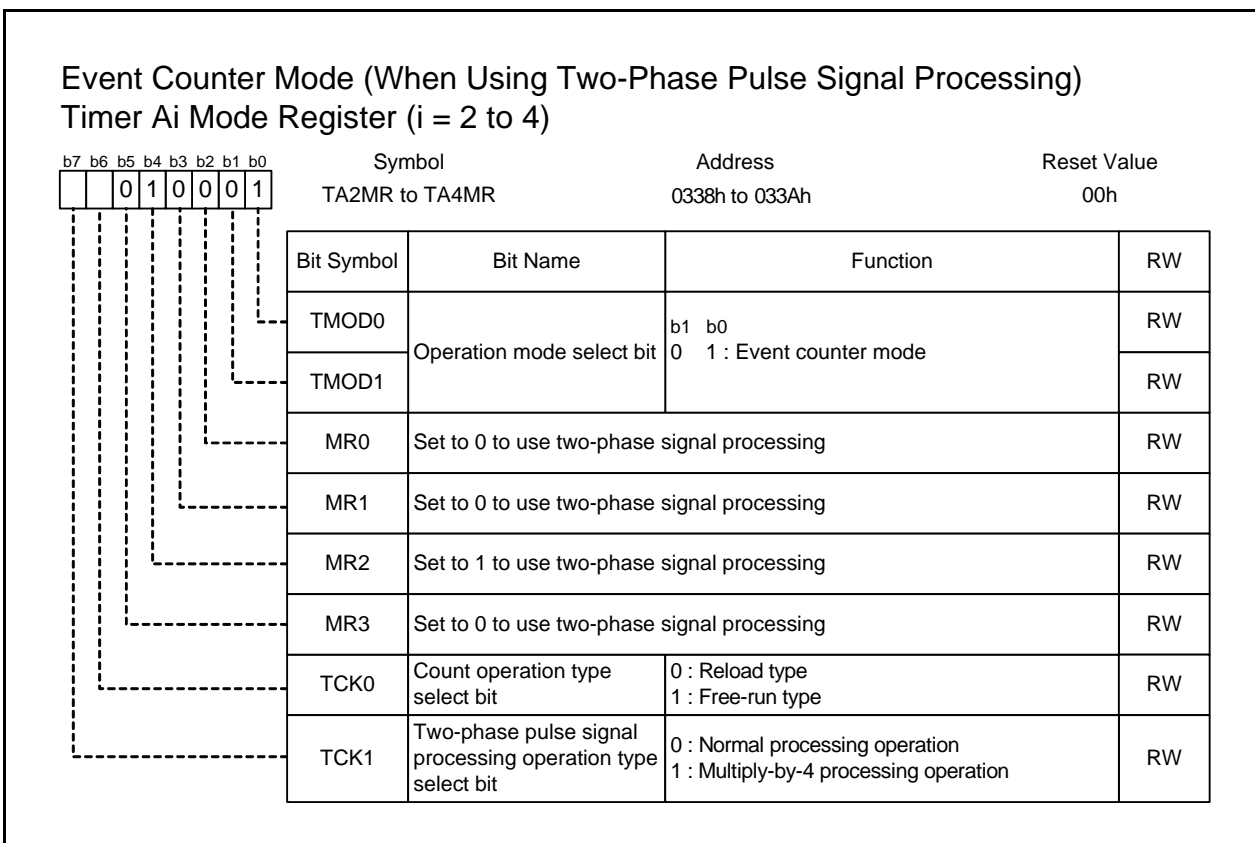 Event Counter Mode (When Using Two-Phase Pulse Signal Processing)
Timer Ai Mode Register (i = 2 to 4)
b7 b6 b5 b4 b3 b2 b1 b0
0 1 0 0 0 1
Symbol Address Reset Value
TA2MR to TA4MR 0338h to 033Ah 00h
Bit Symbol Bit Name Function RW
TMOD0 RW
Operation mode select bit
b1 b0
0 1 : Event counter mode
TMOD1 RW
MR0 Set to 0 to use two-phase signal processing RW
MR1 Set to 0 to use two-phase signal processing RW
MR2 Set to 1 to use two-phase signal processing RW
MR3 Set to 0 to use two-phase signal processing RW
TCK0
Count operation type
select bit
0 : Reload type
1 : Free-run type
RW
TCK1
Two-phase pulse signal
processing operation type
select bit
0 : Normal processing operation
1 : Multiply-by-4 processing operation
RW